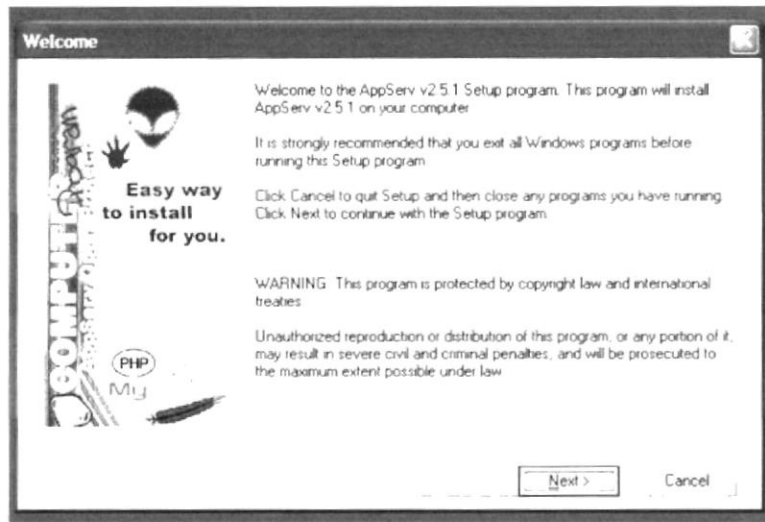 Welcome
Welcome to the AppServ v2.5.1 Setup program. This program will install
AppServ v2.5.1 on your computer
It is strongly recommended that you exit all Windows programs before
running this Setup program
Click Cancel to quit Setup and then close any programs you have running
Click Next to continue with the Setup program
WARNING This program is protected by copyright law and international
treaties
Unauthorized reproduction or distribution of this program, or any portion of it,
may result in severe civil and criminal penalties, and will be prosecuted to
the maximum extent possible under law
Easy way
to install
for you.
COMPUT
Program
PHP
My
Next >
Cancel